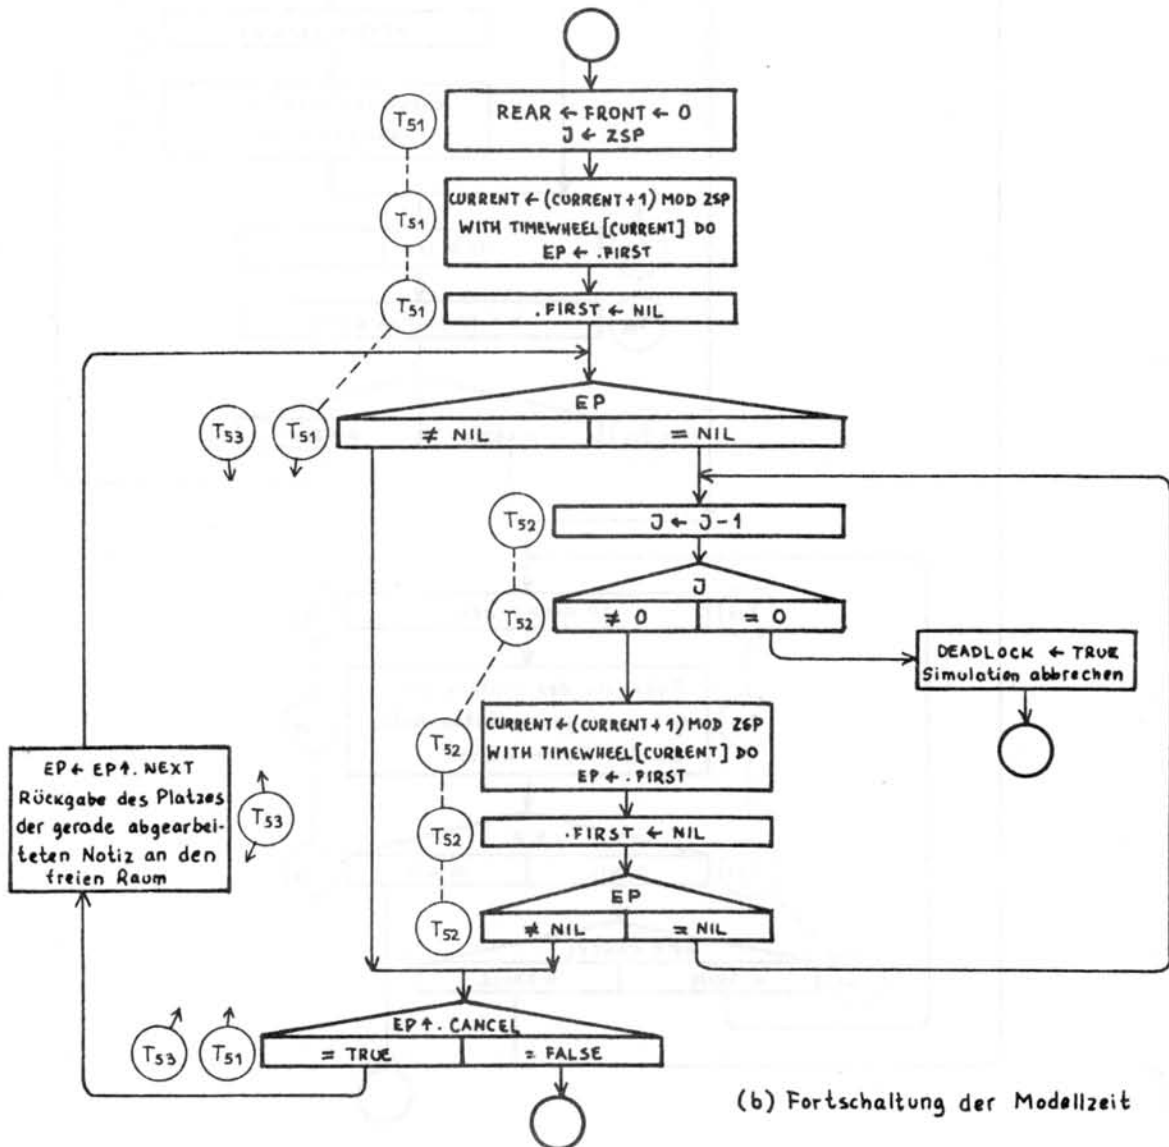 T51
REAR ← FRONT ← 0
J ← ZSP
T51
CURRENT ← (CURRENT + 1) MOD ZSP
WITH TIMEWHEEL [CURRENT] DO
EP ← .FIRST
T51
.FIRST ← NIL
T53
T51
EP
≠ NIL
= NIL
T52
J ← J - 1
T52
J
≠ 0
= 0
DEADLOCK ← TRUE
Simulation abbrechen
T52
CURRENT ← (CURRENT + 1) MOD ZSP
WITH TIMEWHEEL [CURRENT] DO
EP ← .FIRST
EP ← EP↑. NEXT
Rückgabe des Platzes
der gerade abgearbei-
teten Notiz an den
freien Raum
T53
T52
.FIRST ← NIL
T52
EP
≠ NIL
= NIL
T53
T51
EP↑. CANCEL
= TRUE
= FALSE
(b) Fortschaltung der Modellzeit